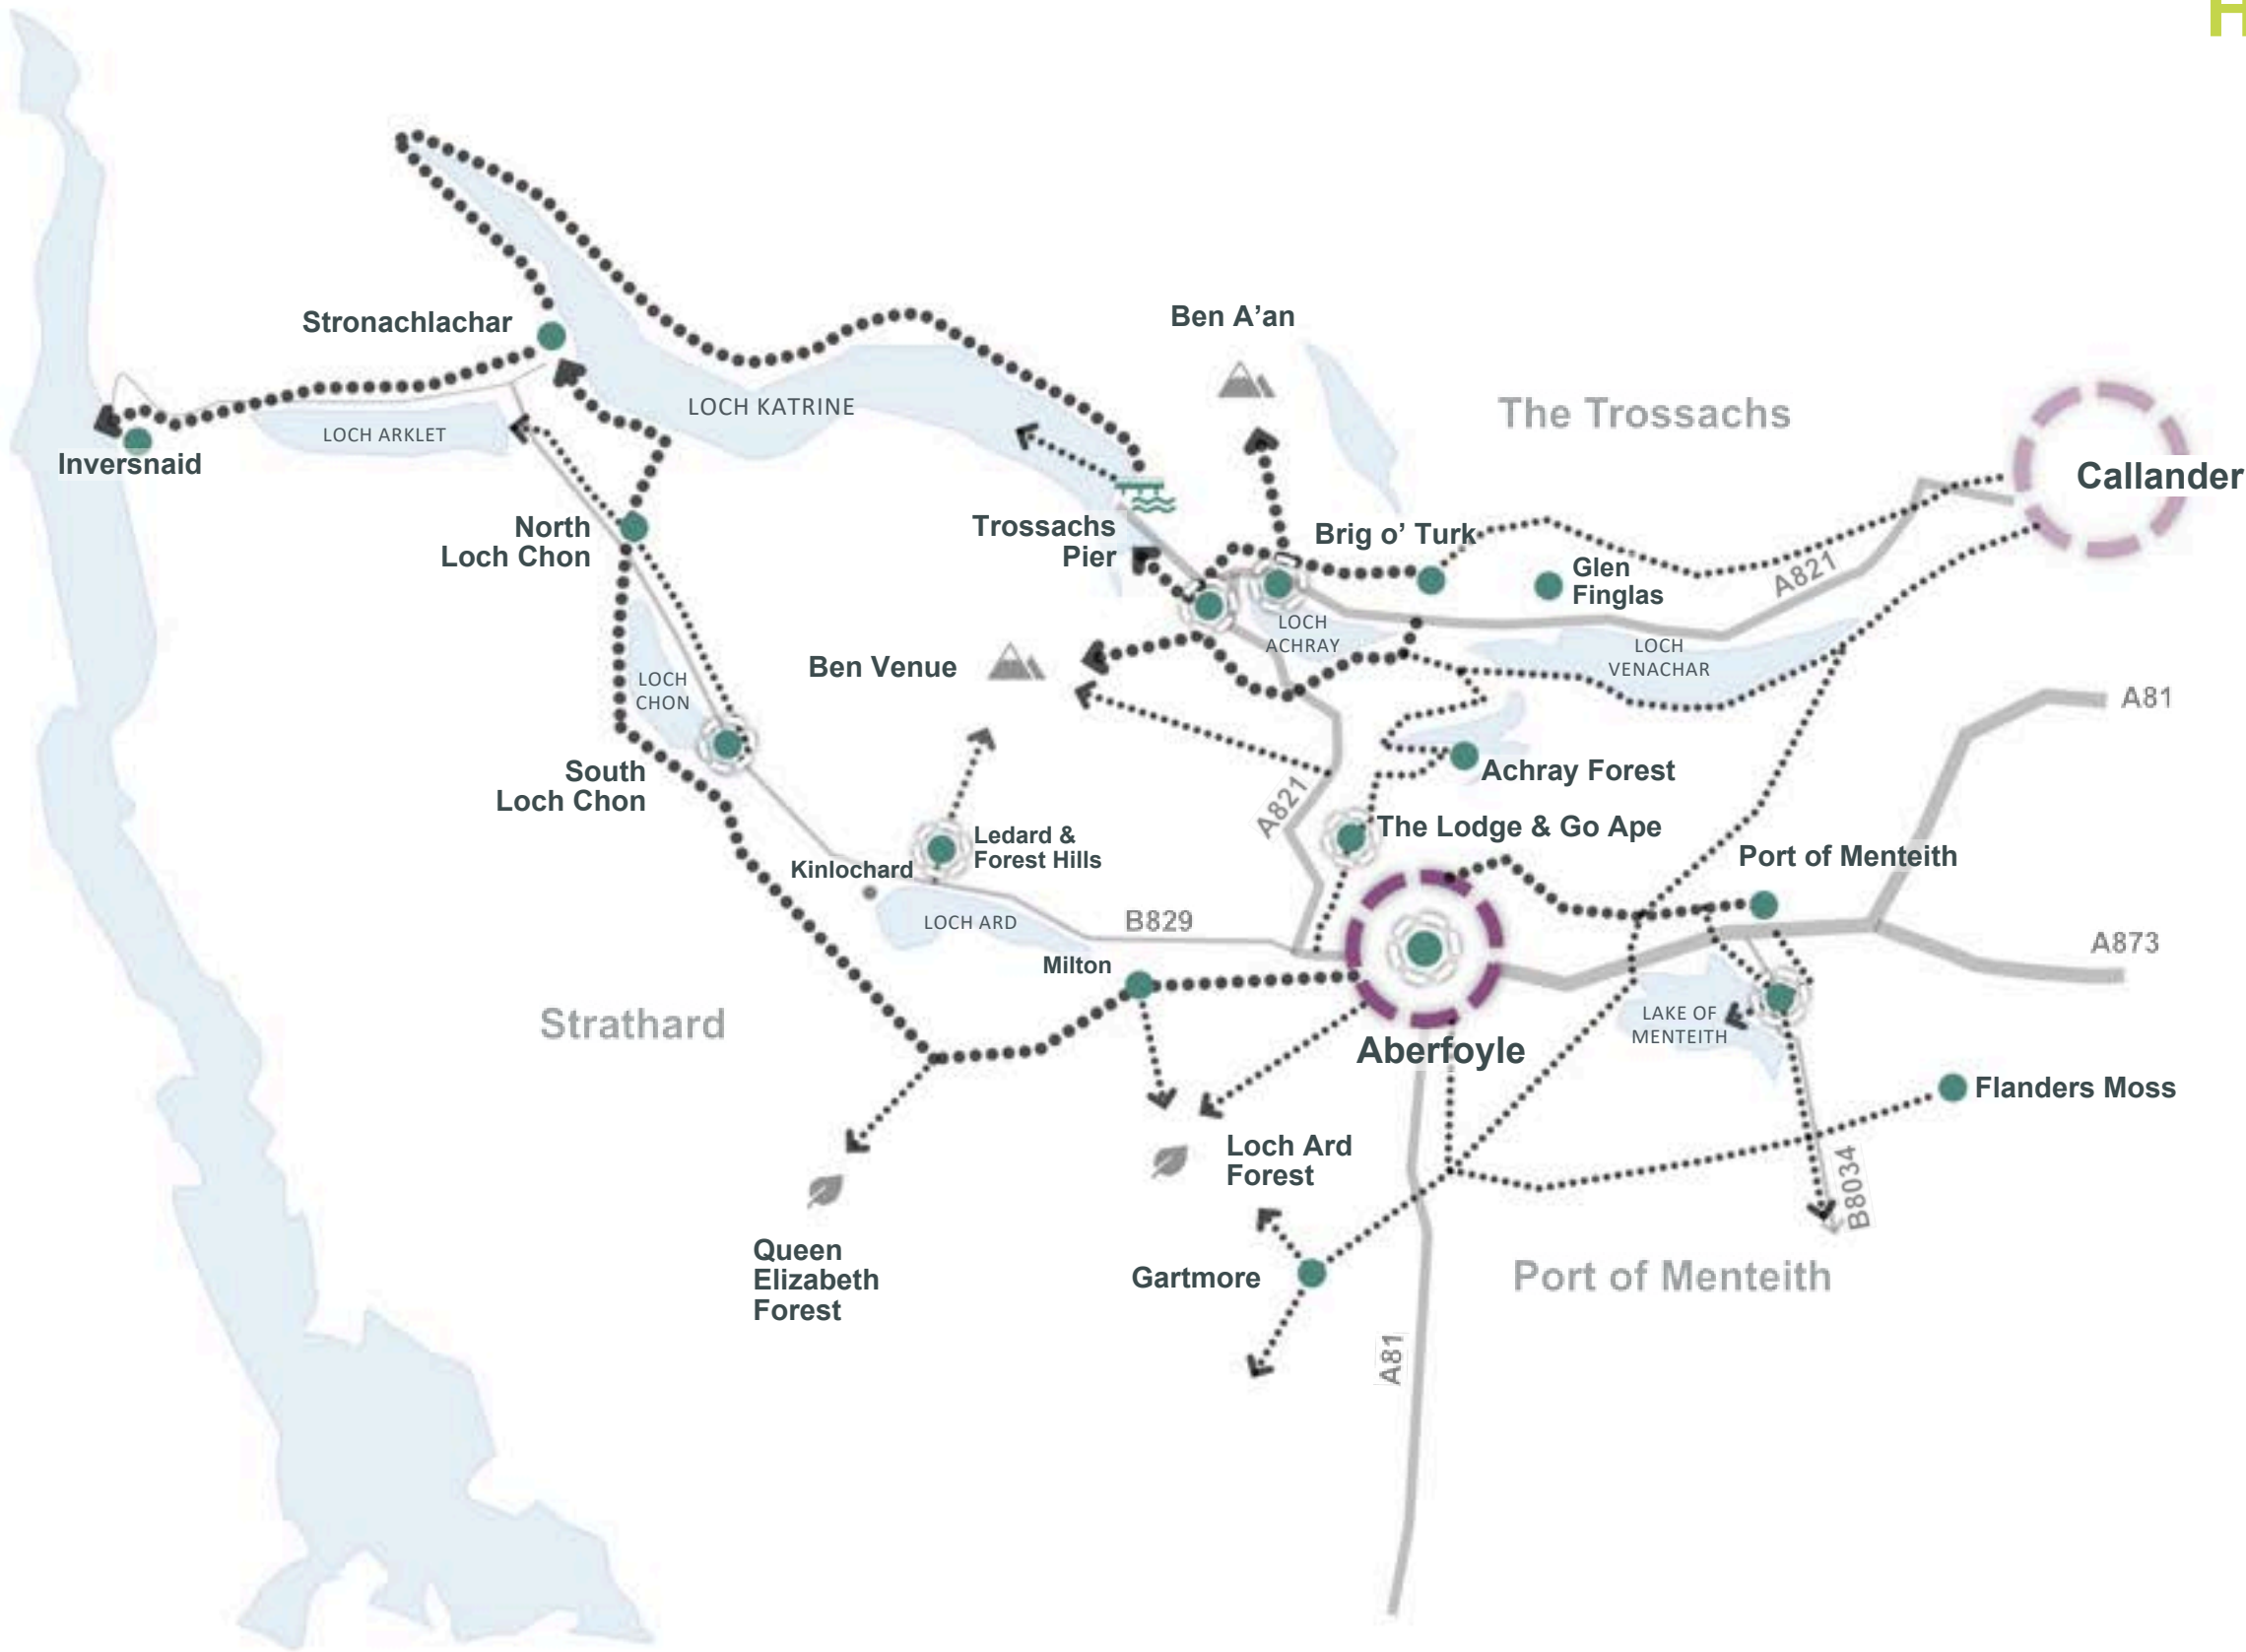 H
Ben A’an
Stronachlachar
The Trossachs
LOCH KATRINE
LOCH ARKLET
Inversnaid
Callander
North
Loch Chon
Trossachs
Pier
Brig o’ Turk
Glen
Finglas
A821
LOCH
ACHRAY
LOCH
VENACHAR
Ben Venue
LOCH
CHON
A81
South
Loch Chon
Achray Forest
A821
The Lodge & Go Ape
Ledard &
Forest Hills
Port of Menteith
Kinlochard
LOCH ARD
B829
A873
Milton
Strathard
LAKE OF
MENTEITH
Aberfoyle
Flanders Moss
Loch Ard
Forest
B8034
Queen
Elizabeth
Forest
Gartmore
Port of Menteith
A81